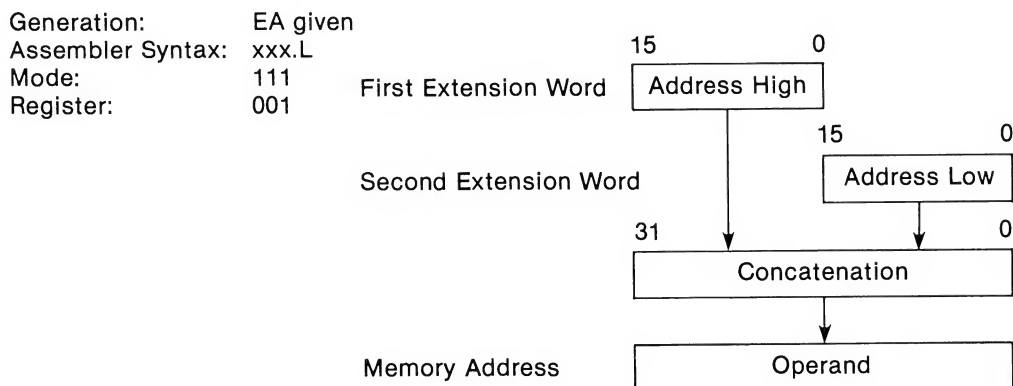 Generation: EA given
Assembler Syntax: xxx.L
Mode: 111
Register: 001
15 0
First Extension Word Address High
15 0
Second Extension Word Address Low
31 0
Concatenation
Memory Address Operand